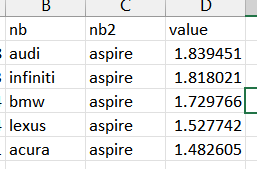 B C D
nb nb2 value
audi aspire 1.839451
infiniti aspire 1.818021
bmw aspire 1.729766
lexus aspire 1.527742
acura aspire 1.482605